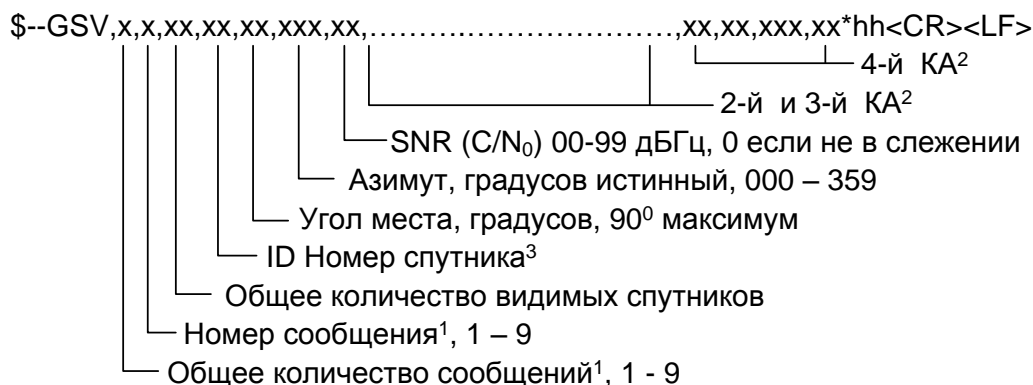 $--GSV,x,x,xx,xx,xx,xxx,xx,……….……………………,xx,xx,xxx,xx*hh<CR><LF>
4-й КА²
2-й и 3-й КА²
SNR (C/N₀) 00-99 дБГц, 0 если не в слежении
Азимут, градусов истинный, 000 – 359
Угол места, градусов, 90⁰ максимум
ID Номер спутника³
Общее количество видимых спутников
Номер сообщения¹, 1 – 9
Общее количество сообщений¹, 1 - 9